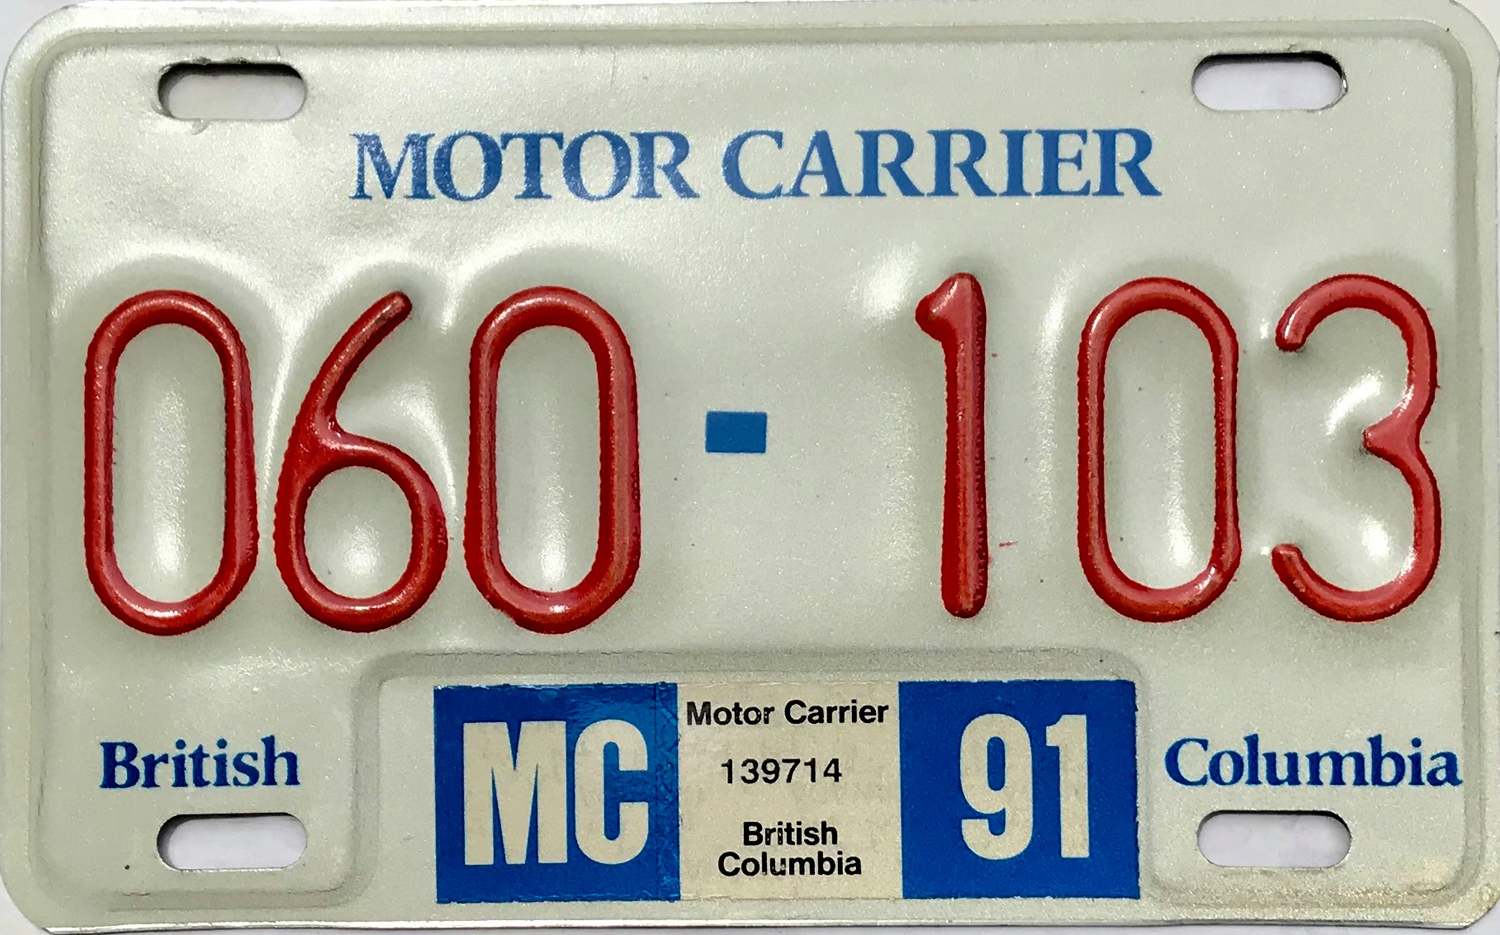 MOTOR CARRIER
060-103
British
MC
Motor Carrier
139714
British
Columbia
91
Columbia